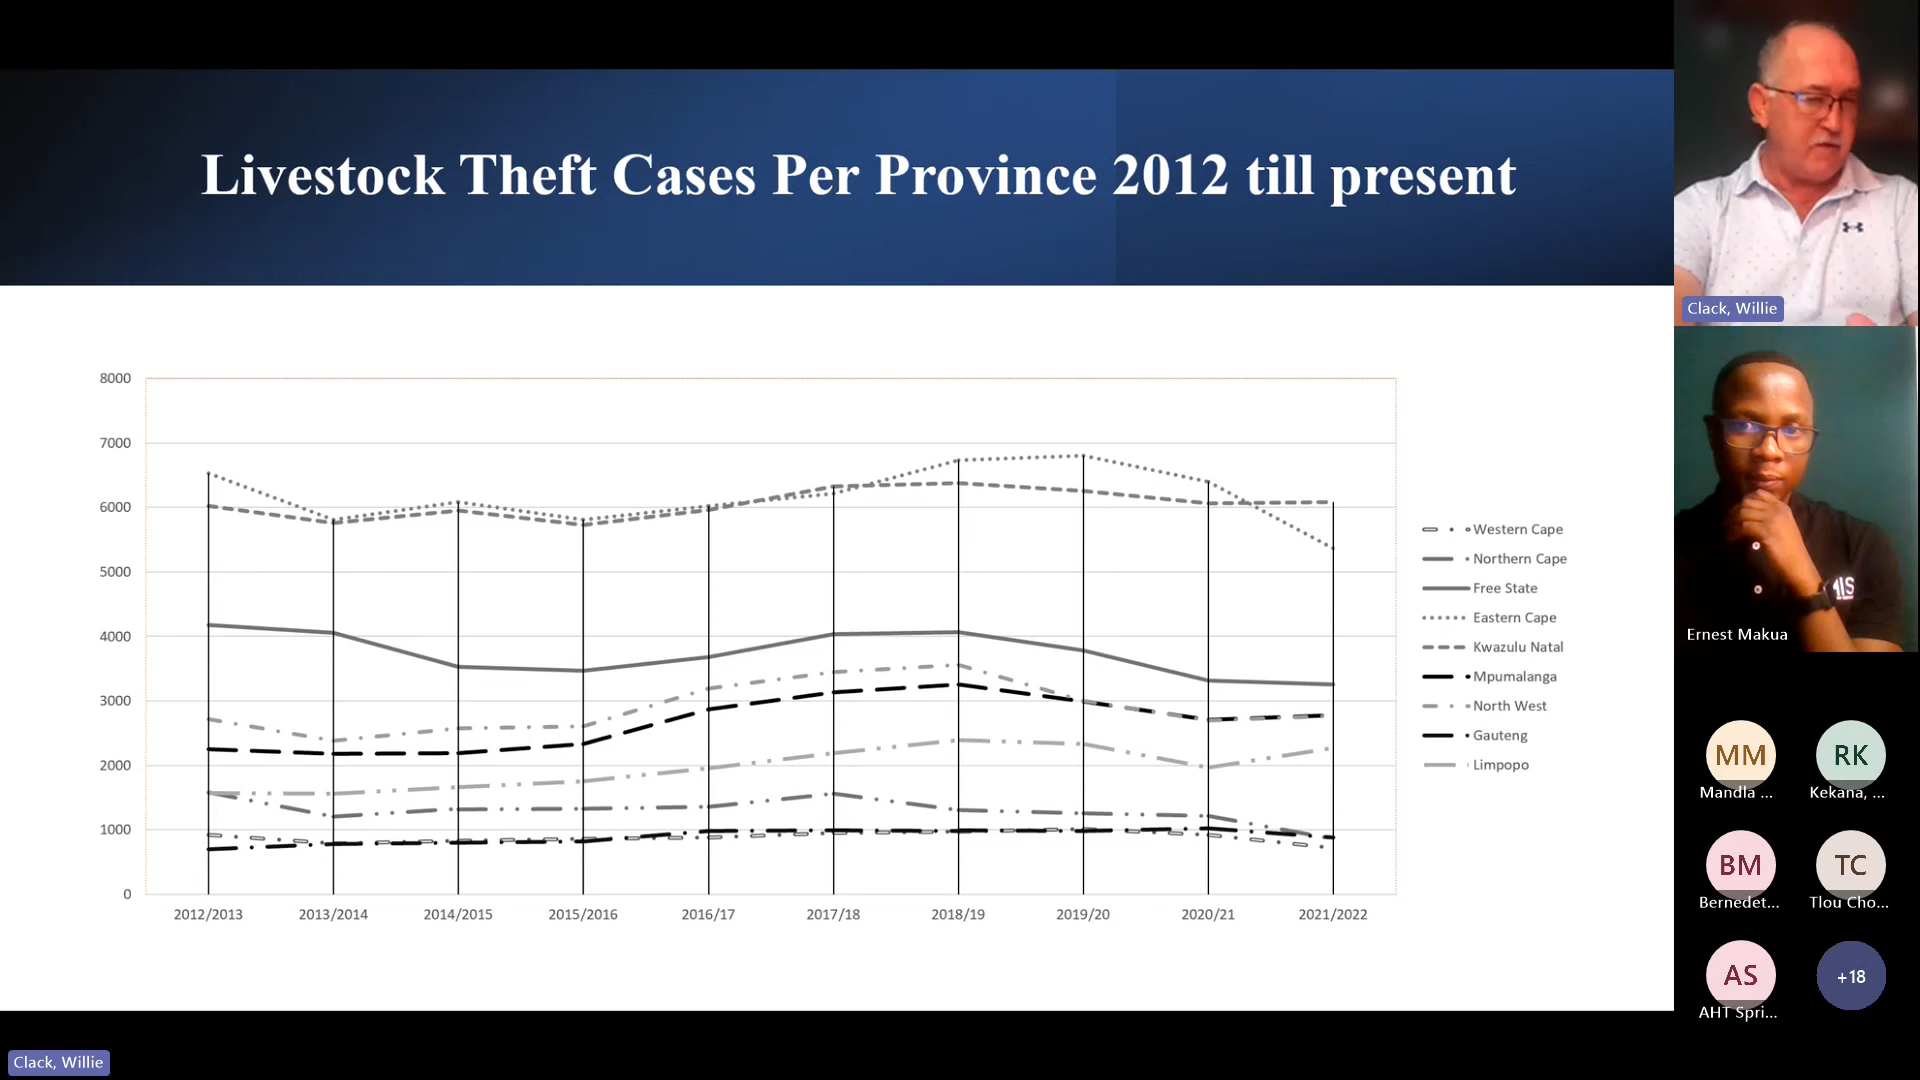 Livestock Theft Cases Per Province 2012 till present
8000
7000
6000
5000
4000
3000
2000
1000
0
2012/2013
2013/2014
2014/2015
2015/2016
2016/17
2017/18
2018/19
2019/20
2020/21
2021/2022
Western Cape
Northern Cape
Free State
Eastern Cape
Kwazulu Natal
Mpumalanga
North West
Gauteng
Limpopo
Clack, Willie
Ernest Makua
MM
Mandla ...
RK
Kekana, ...
BM
Bernedet...
TC
Tlou Cho...
AS
AHT Spri...
+18
Clack, Willie